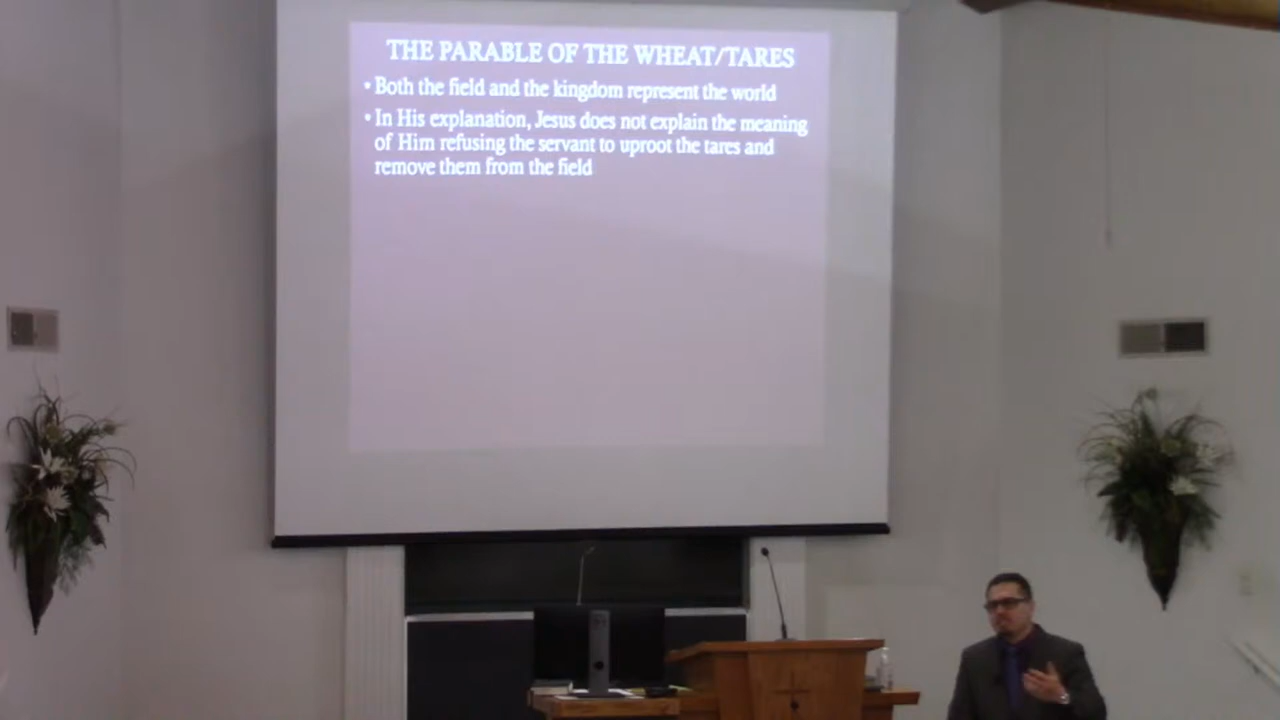 THE PARABLE OF THE WHEAT/TARES
• Both the field and the kingdom represent the world
• In His explanation, Jesus does not explain the meaning
of Him refusing the servant to uproot the tares and
remove them from the field